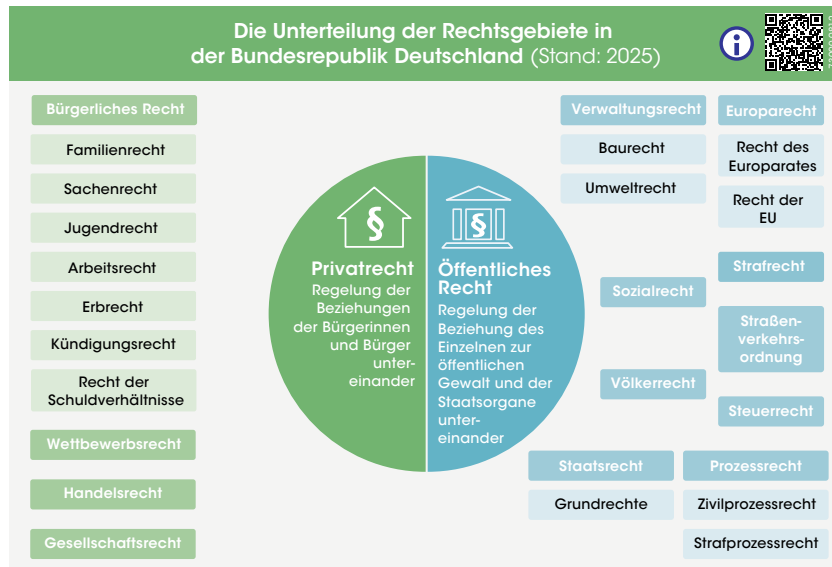 Die Unterteilung der Rechtsgebiete in
der Bundesrepublik Deutschland (Stand: 2025)
Bürgerliches Recht
Familienrecht
Sachenrecht
Jugendrecht
Arbeitsrecht
Erbrecht
Kündigungsrecht
Recht der
Schuldverhältnisse
Wettbewerbsrecht
Handelsrecht
Gesellschaftsrecht
§
Privatrecht
Regelung der
Beziehungen
der Bürgerinnen
und Bürger
unter-
einander
§
Öffentliches
Recht
Regelung der
Beziehung des
Einzelnen zur
öffentlichen
Gewalt und der
Staatsorgane
unter-
einander
Verwaltungsrecht
Baurecht
Umweltrecht
Europarecht
Recht des
Europarates
Recht der
EU
Strafrecht
Sozialrecht
Straßen-
verkehrs-
ordnung
Völkerrecht
Steuerrecht
Staatsrecht
Grundrechte
Prozessrecht
Zivilprozessrecht
Strafprozessrecht